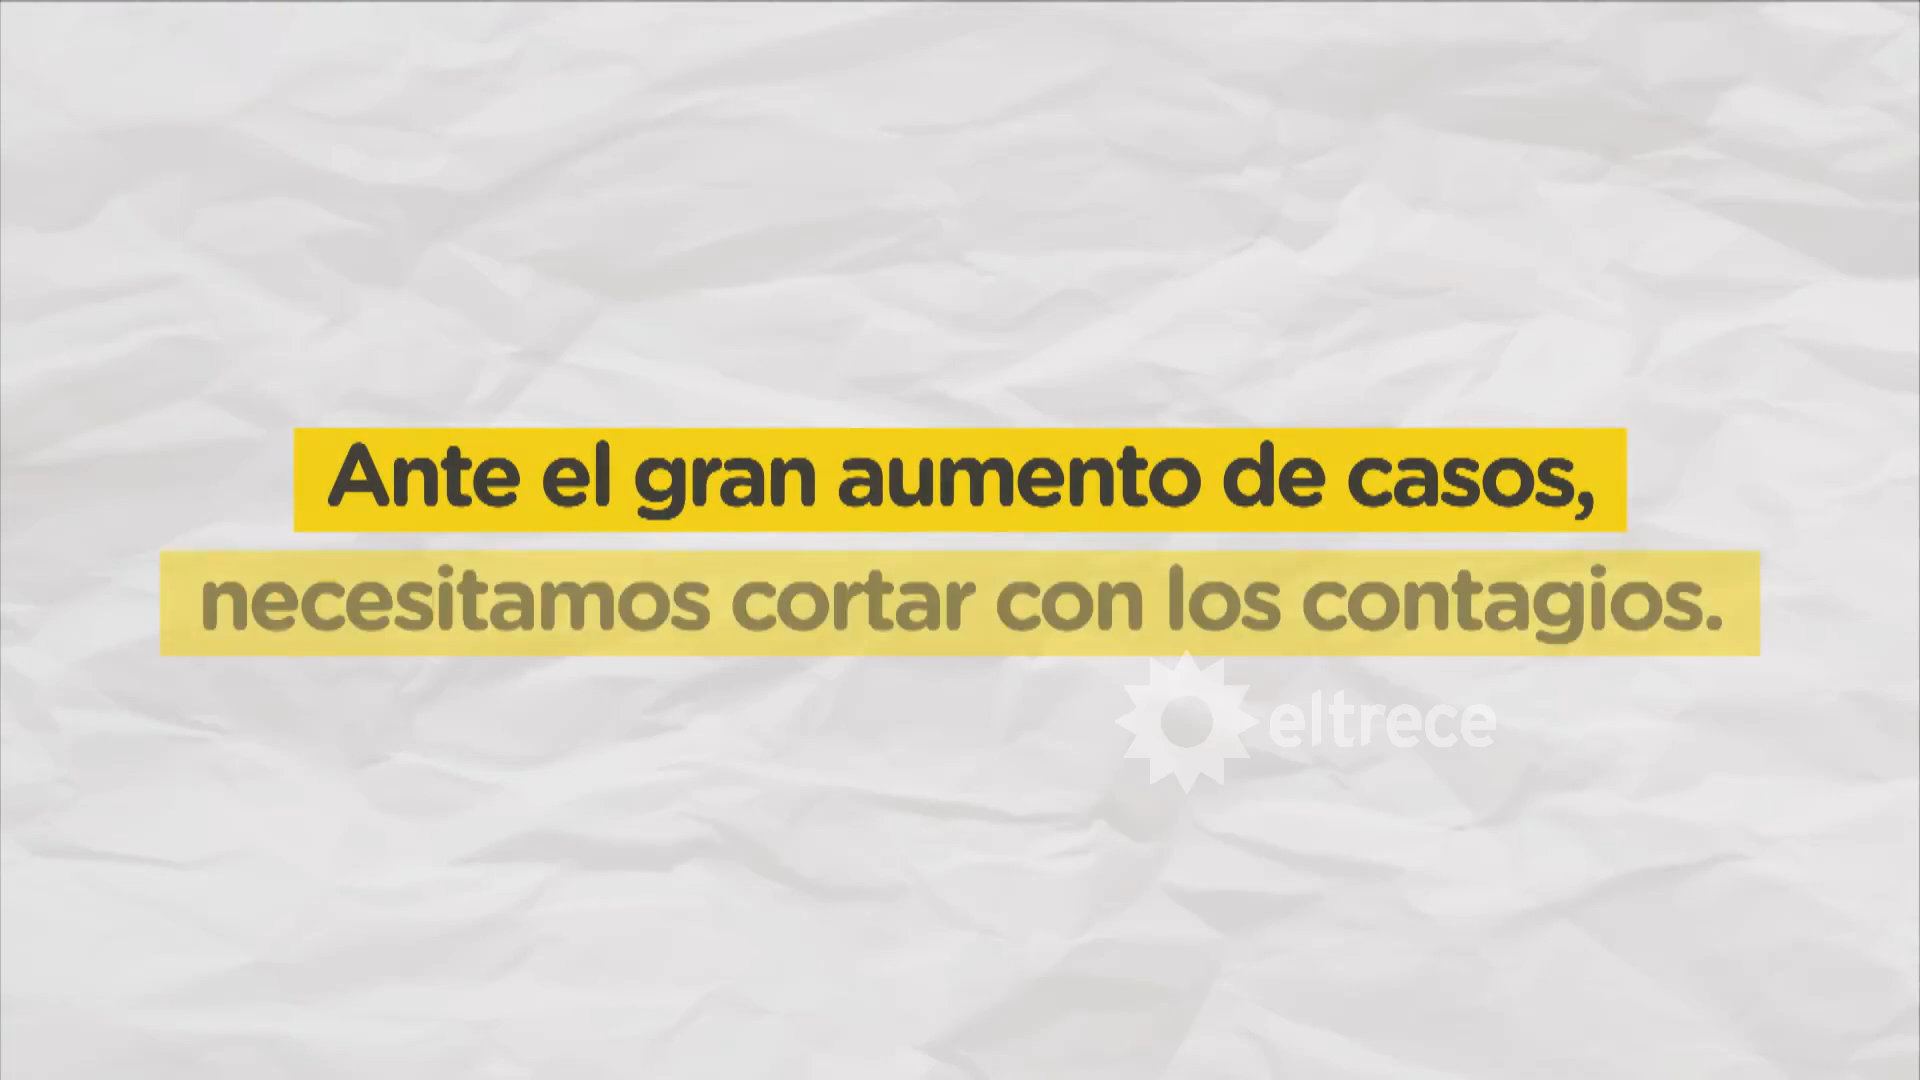 Ante el gran aumento de casos,
necesitamos cortar con los contagios.
eltrece